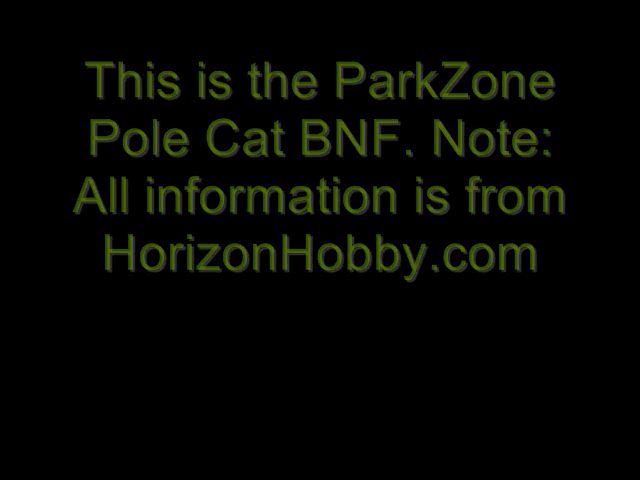 This is the ParkZone
Pole Cat BNF. Note:
All information is from
HorizonHobby.com